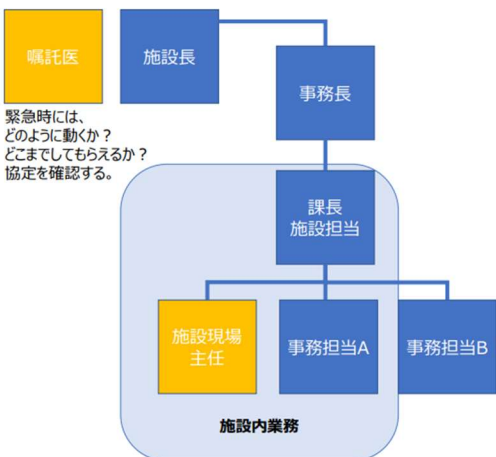 嘱託医
施設長
事務長
緊急時には、
どのように動くか？
どこまでしてもらえるか？
協定を確認する。
課長
施設担当
施設現場
主任
事務担当A
事務担当B
施設内業務